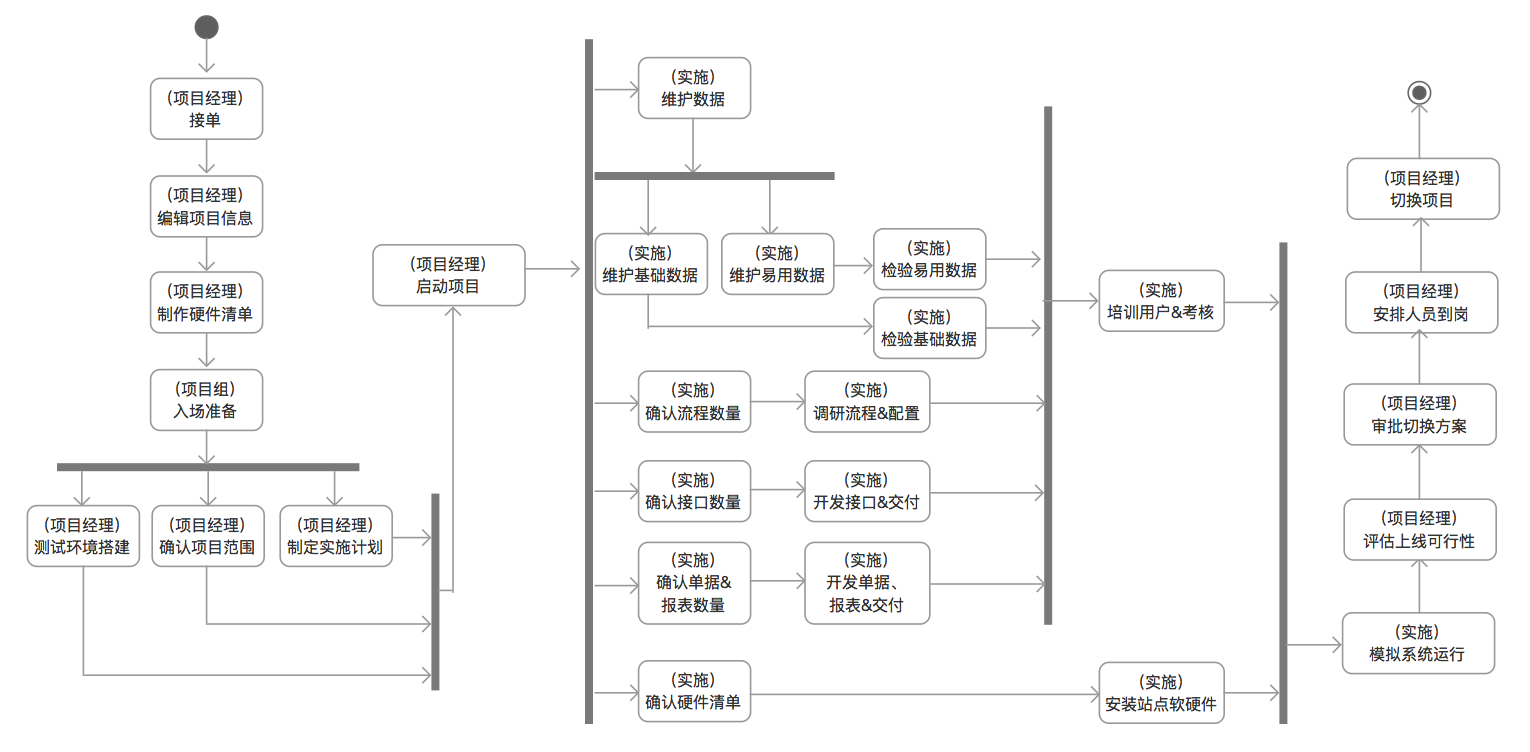 (项目经理)
接单
(项目经理)
编辑项目信息
(项目经理)
制作硬件清单
(项目组)
入场准备
(项目经理)
测试环境搭建
(项目经理)
确认项目范围
(项目经理)
制定实施计划
(项目经理)
启动项目
(实施)
维护数据
(实施)
维护基础数据
(实施)
维护易用数据
(实施)
检验易用数据
(实施)
检验基础数据
(实施)
确认流程数量
(实施)
调研流程&配置
(实施)
确认接口数量
(实施)
开发接口&交付
(实施)
确认单据&
报表数量
(实施)
开发单据、
报表&交付
(实施)
确认硬件清单
(实施)
培训用户&考核
(实施)
安装站点软硬件
(实施)
模拟系统运行
(项目经理)
评估上线可行性
(项目经理)
审批切换方案
(项目经理)
安排人员到岗
(项目经理)
切换项目